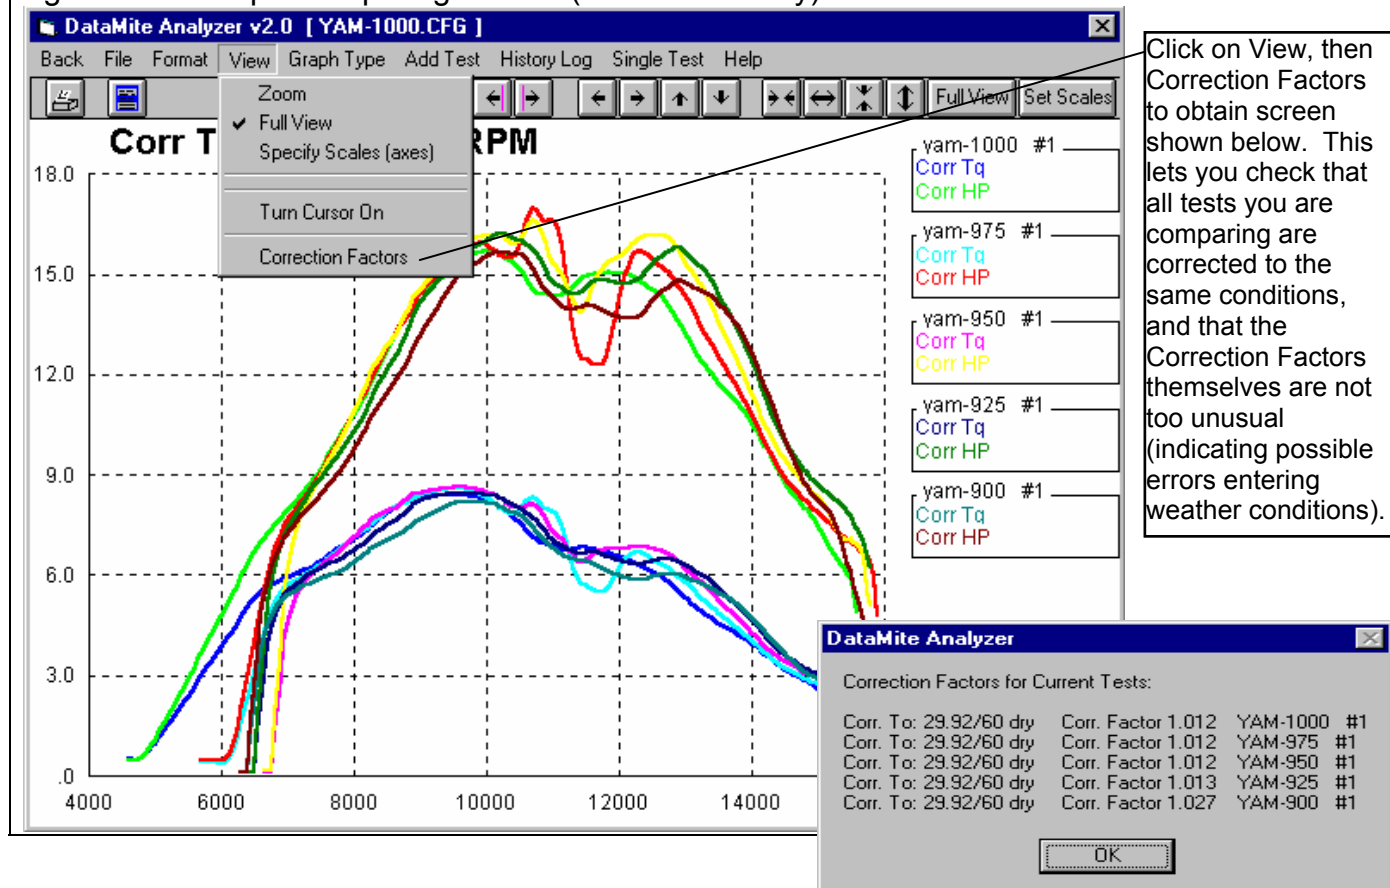 DataMite Analyzer v2.0 [ YAM-1000.CFG ]
Back File Format View Graph Type Add Test History Log Single Test Help
Full View Set Scales
Zoom
Full View
Specify Scales (axes)
Turn Cursor On
Correction Factors
Corr T RPM
18.0
15.0
12.0
9.0
6.0
3.0
.0
4000 6000 8000 10000 12000 14000
yam-1000 #1
Corr Tq
Corr HP
yam-975 #1
Corr Tq
Corr HP
yam-950 #1
Corr Tq
Corr HP
yam-925 #1
Corr Tq
Corr HP
yam-900 #1
Corr Tq
Corr HP
Click on View, then
Correction Factors
to obtain screen
shown below. This
lets you check that
all tests you are
comparing are
corrected to the
same conditions,
and that the
Correction Factors
themselves are not
too unusual
(indicating possible
errors entering
weather conditions).
DataMite Analyzer
Correction Factors for Current Tests:
Corr. To: 29.92/60 dry Corr. Factor 1.012 YAM-1000 #1
Corr. To: 29.92/60 dry Corr. Factor 1.012 YAM-975 #1
Corr. To: 29.92/60 dry Corr. Factor 1.012 YAM-950 #1
Corr. To: 29.92/60 dry Corr. Factor 1.013 YAM-925 #1
Corr. To: 29.92/60 dry Corr. Factor 1.027 YAM-900 #1
OK